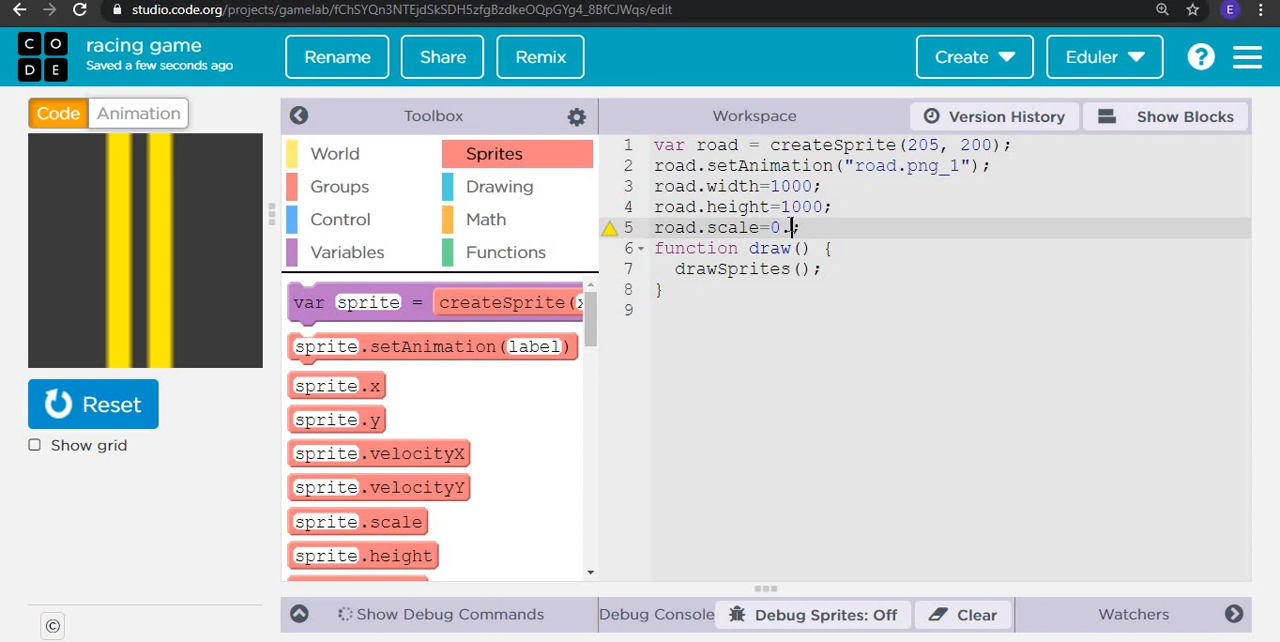 studio.code.org/projects/gamelab/fChSYQn3NTEjdSkSDH5zfgBzdkeOQpGYg4_8BfCJWqs/edit
E
CO
DE
racing game
Saved a few seconds ago
Rename
Share
Remix
Create
Eduler
?
Code
Animation
Toolbox
Workspace
Version History
Show Blocks
World
Sprites
Groups
Drawing
Control
Math
Variables
Functions
var sprite = createSprite(x
sprite.setAnimation(label)
sprite.x
sprite.y
sprite.velocityX
sprite.velocityY
sprite.scale
sprite.height
1 var road = createSprite(205, 200);
2 road.setAnimation("road.png_1");
3 road.width=1000;
4 road.height=1000;
5 road.scale=0.;
6 function draw() {
7 drawSprites();
8 }
9
Reset
Show grid
©
Show Debug Commands
Debug Console
Debug Sprites: Off
Clear
Watchers